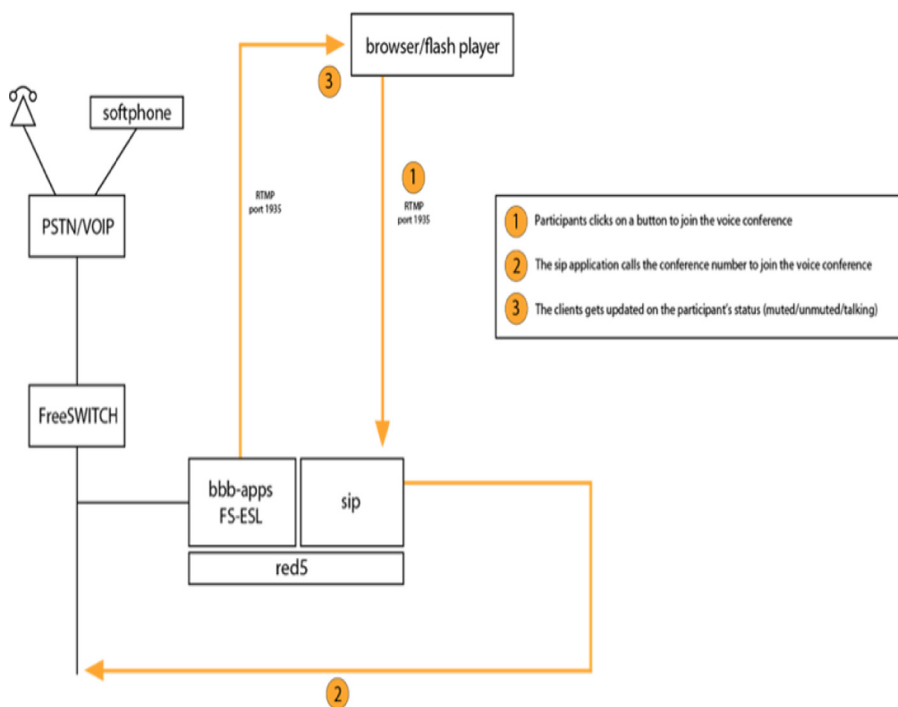 browser/flash player
3
softphone
1
RTMP
port 1935
RTMP
port 1935
PSTN/VOIP
1 Participants clicks on a button to join the voice conference
2 The sip application calls the conference number to join the voice conference
3 The clients gets updated on the participant's status (muted/unmuted/talking)
FreeSWITCH
bbb-apps
FS-ESL
sip
red5
2